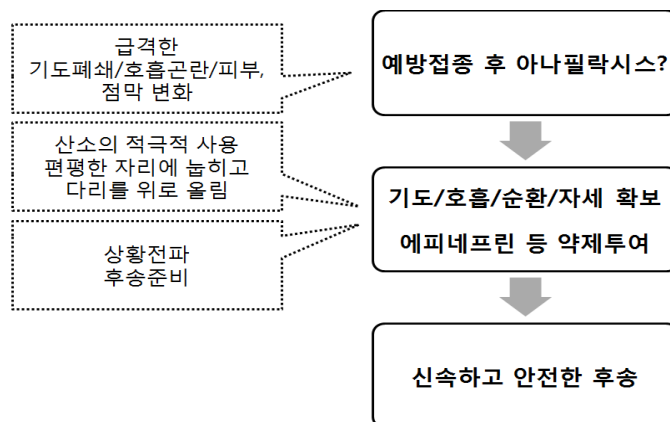 급격한
기도폐쇄/호흡곤란/피부,
점막 변화
예방접종 후 아나필락시스?
산소의 적극적 사용
편평한 자리에 눕히고
다리를 위로 올림
상황전파
후송준비
기도/호흡/순환/자세 확보
에피네프린 등 약제투여
신속하고 안전한 후송